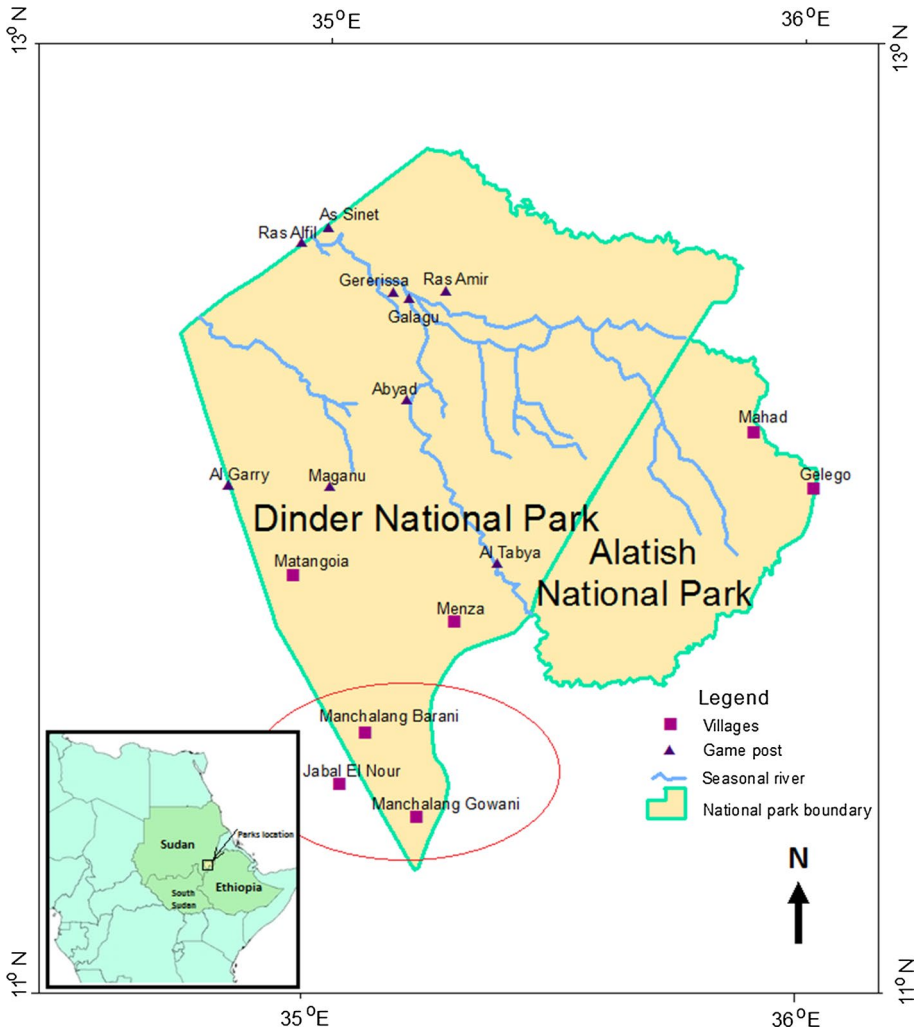 35° E
36° E
13° N
13° N
As Sinet
Ras Alfil
Gererissa
Ras Amir
Galagu
Abyad
Mahad
Al Garry
Maganu
Gelego
Dinder National Park
Al Tabya
Alatish
National Park
Matangoia
Menza
Manchalang Barani
Jabal El Nour
Manchalang Gowani
Legend
Villages
Game post
Seasonal river
National park boundary
Sudan
Parks location
South
Sudan
Ethiopia
N
11° N
11° N
35° E
36° E